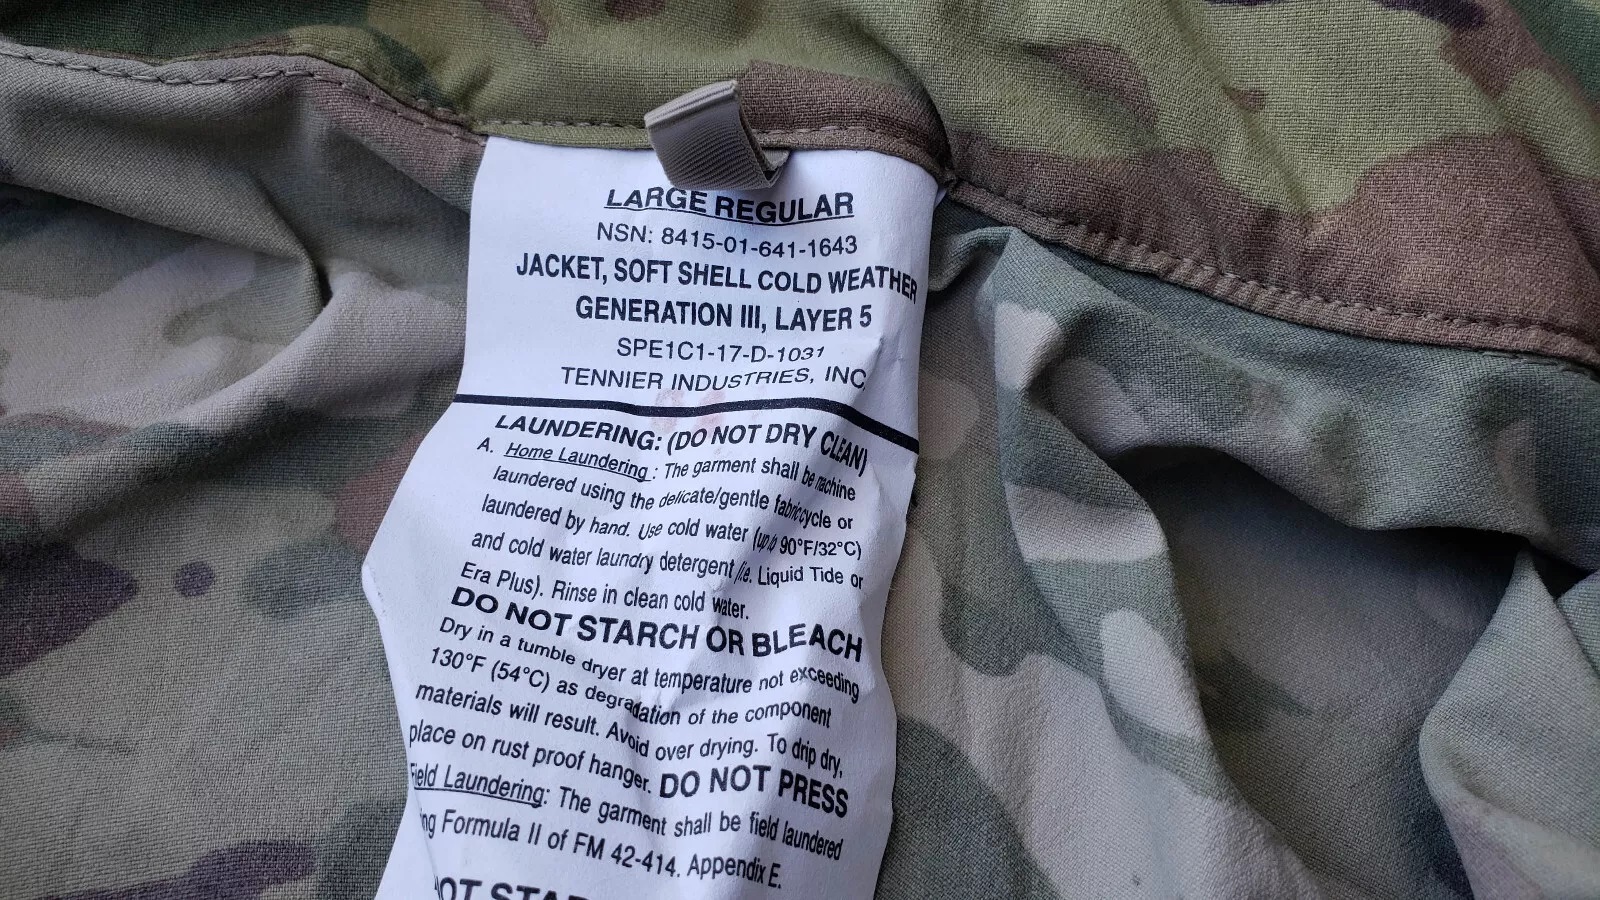 LARGE REGULAR
NSN: 8415-01-641-1643
JACKET, SOFT SHELL COLD WEATHER
GENERATION III, LAYER 5
SPE1C1-17-D-1031
TENNIER INDUSTRIES, INC
LAUNDERING: (DO NOT DRY CLEAN)
A. Home Laundering: The garment shall be machine
laundered using the delicate/gentle fabric cycle or
laundered by hand. Use cold water (up to 90°F/32°C)
and cold water laundry detergent (i.e. Liquid Tide or
Era Plus). Rinse in clean cold water.
DO NOT STARCH OR BLEACH
Dry in a tumble dryer at temperature not exceeding
130°F (54°C) as degradation of the component
materials will result. Avoid over drying. To drip dry,
place on rust proof hanger. DO NOT PRESS
Field Laundering: The garment shall be field laundered
Formula II of FM 42-414. Appendix E.